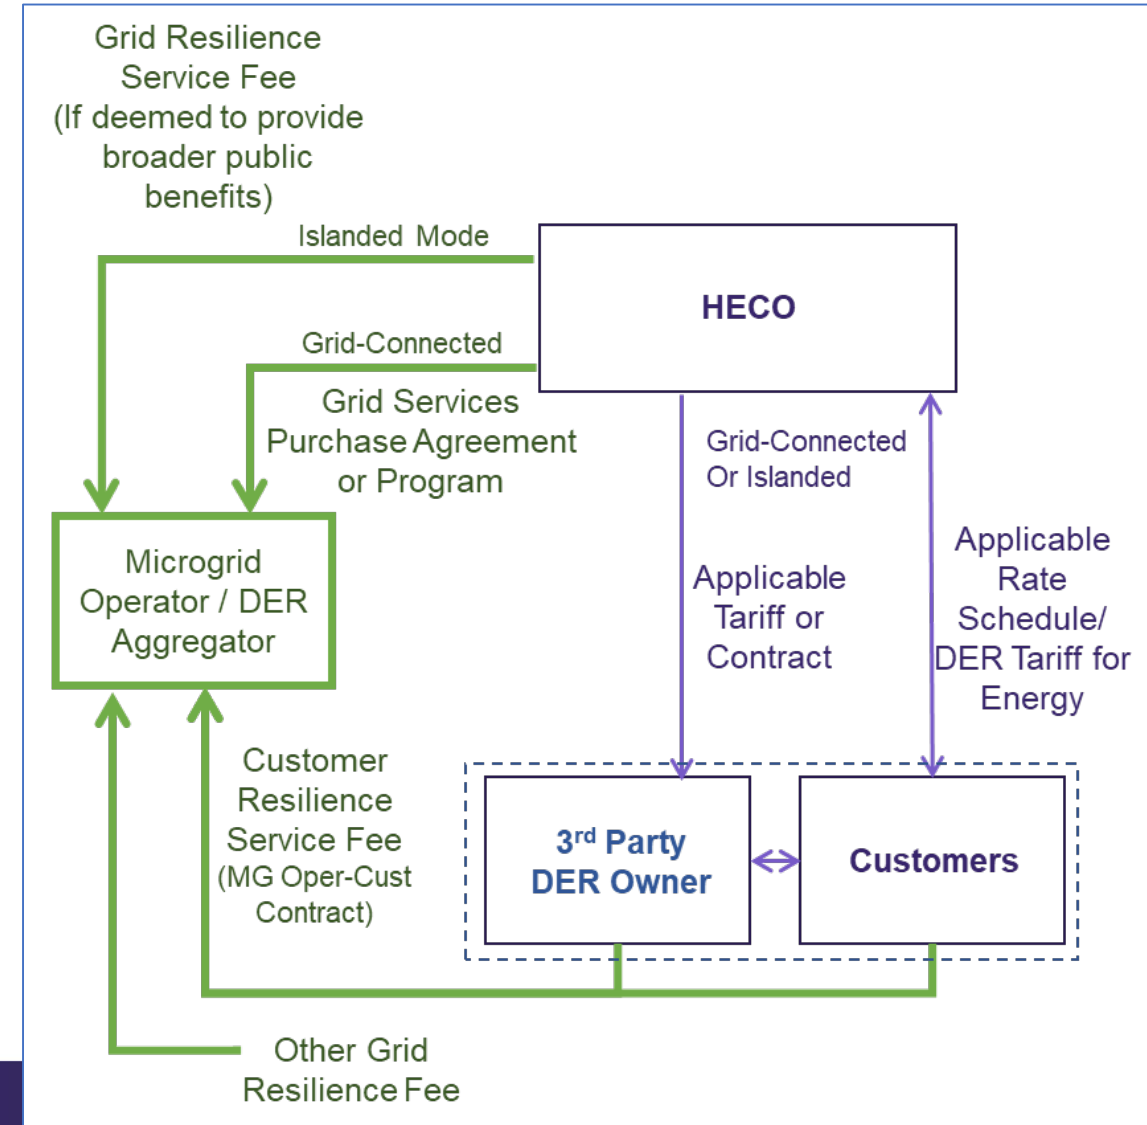 Grid Resilience
Service Fee
(If deemed to provide
broader public
benefits)
Islanded Mode
HECO
Grid-Connected
Grid Services
Purchase Agreement
or Program
Grid-Connected
Or Islanded
Applicable
Rate
Schedule/
DER Tariff for
Energy
Applicable
Tariff or
Contract
Microgrid
Operator / DER
Aggregator
Customer
Resilience
Service Fee
(MG Oper-Cust
Contract)
3rd Party
DER Owner
Customers
Other Grid
Resilience Fee